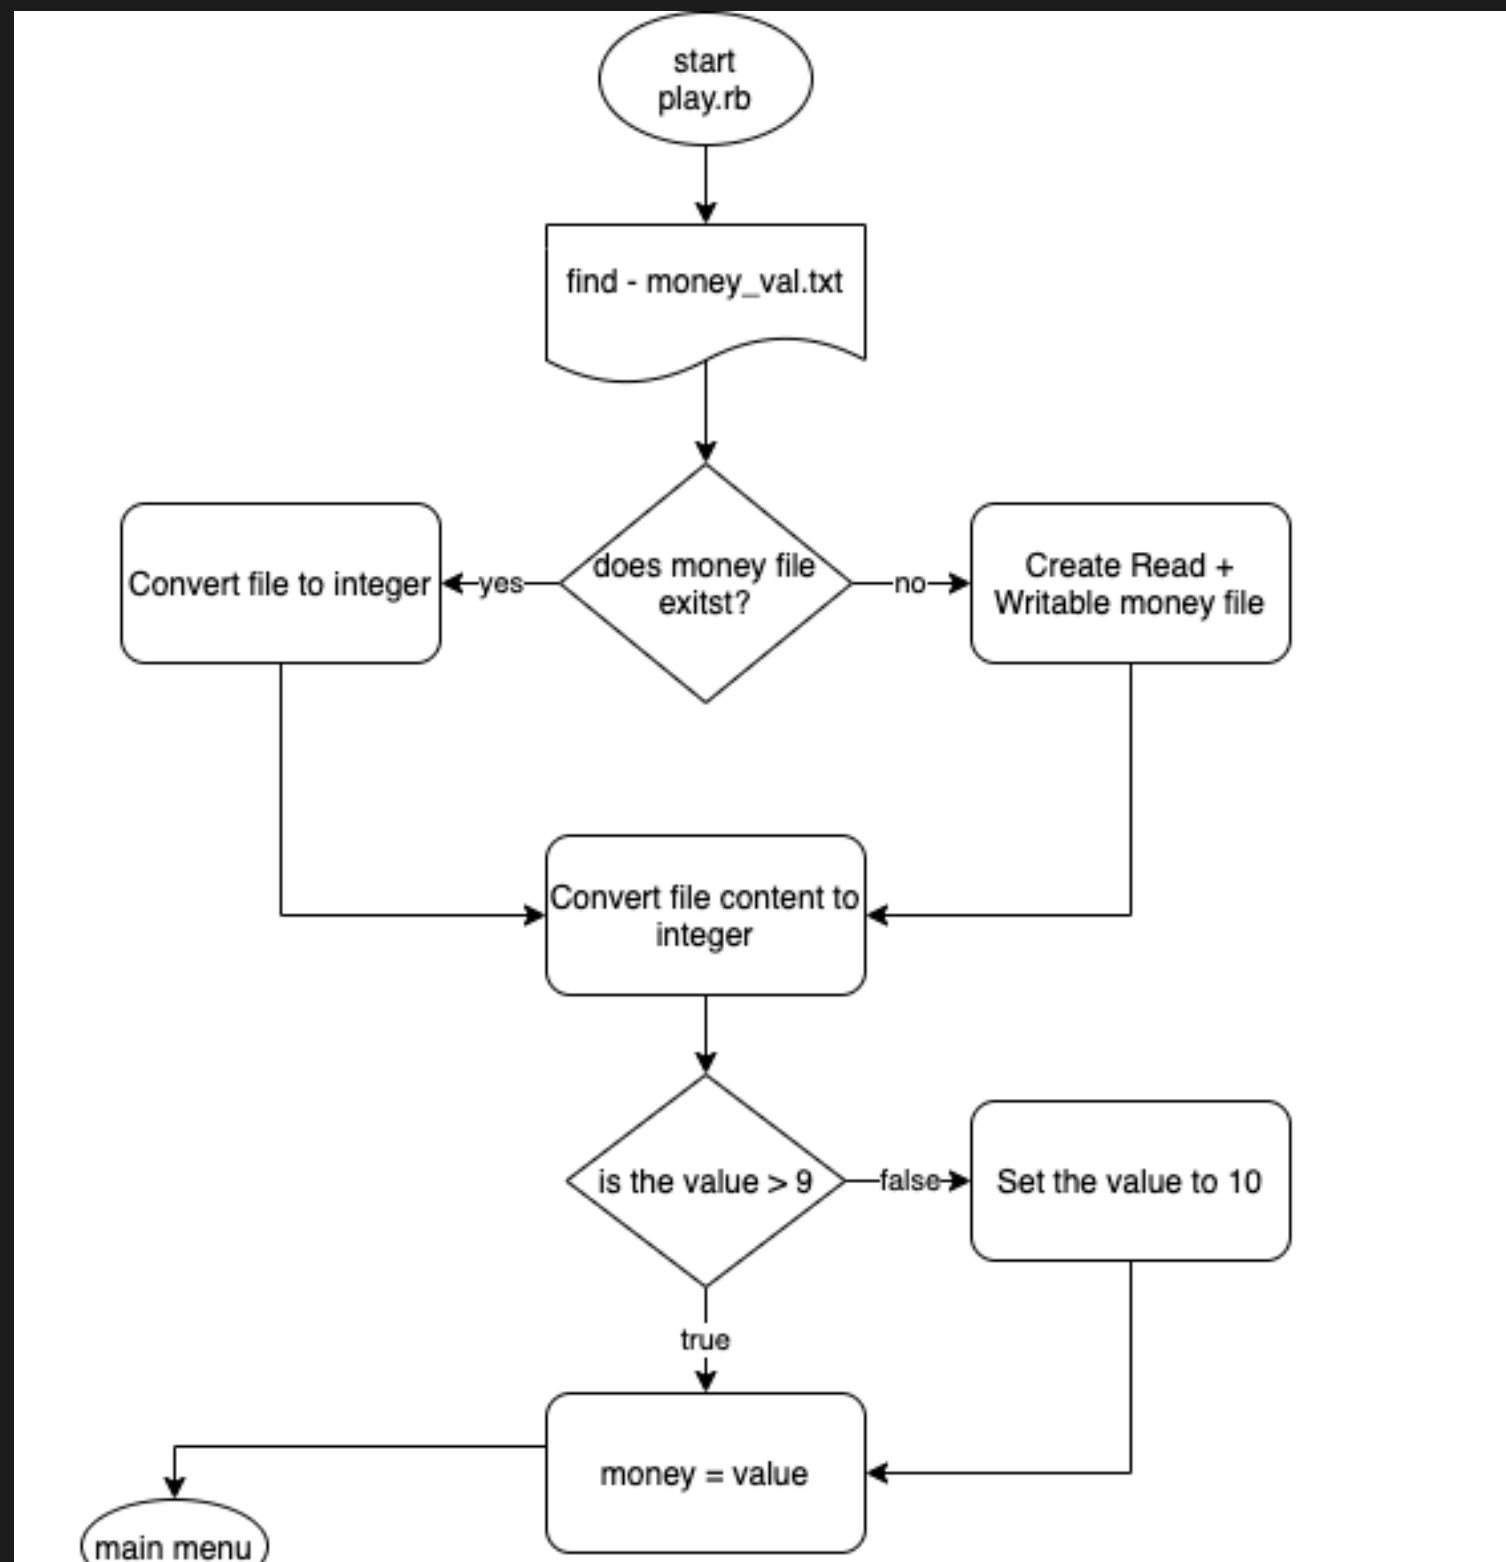 start
play.rb
find - money_val.txt
does money file
exitst?
yes
no
Convert file to integer
Create Read +
Writable money file
Convert file content to
integer
is the value > 9
false
Set the value to 10
true
money = value
main menu